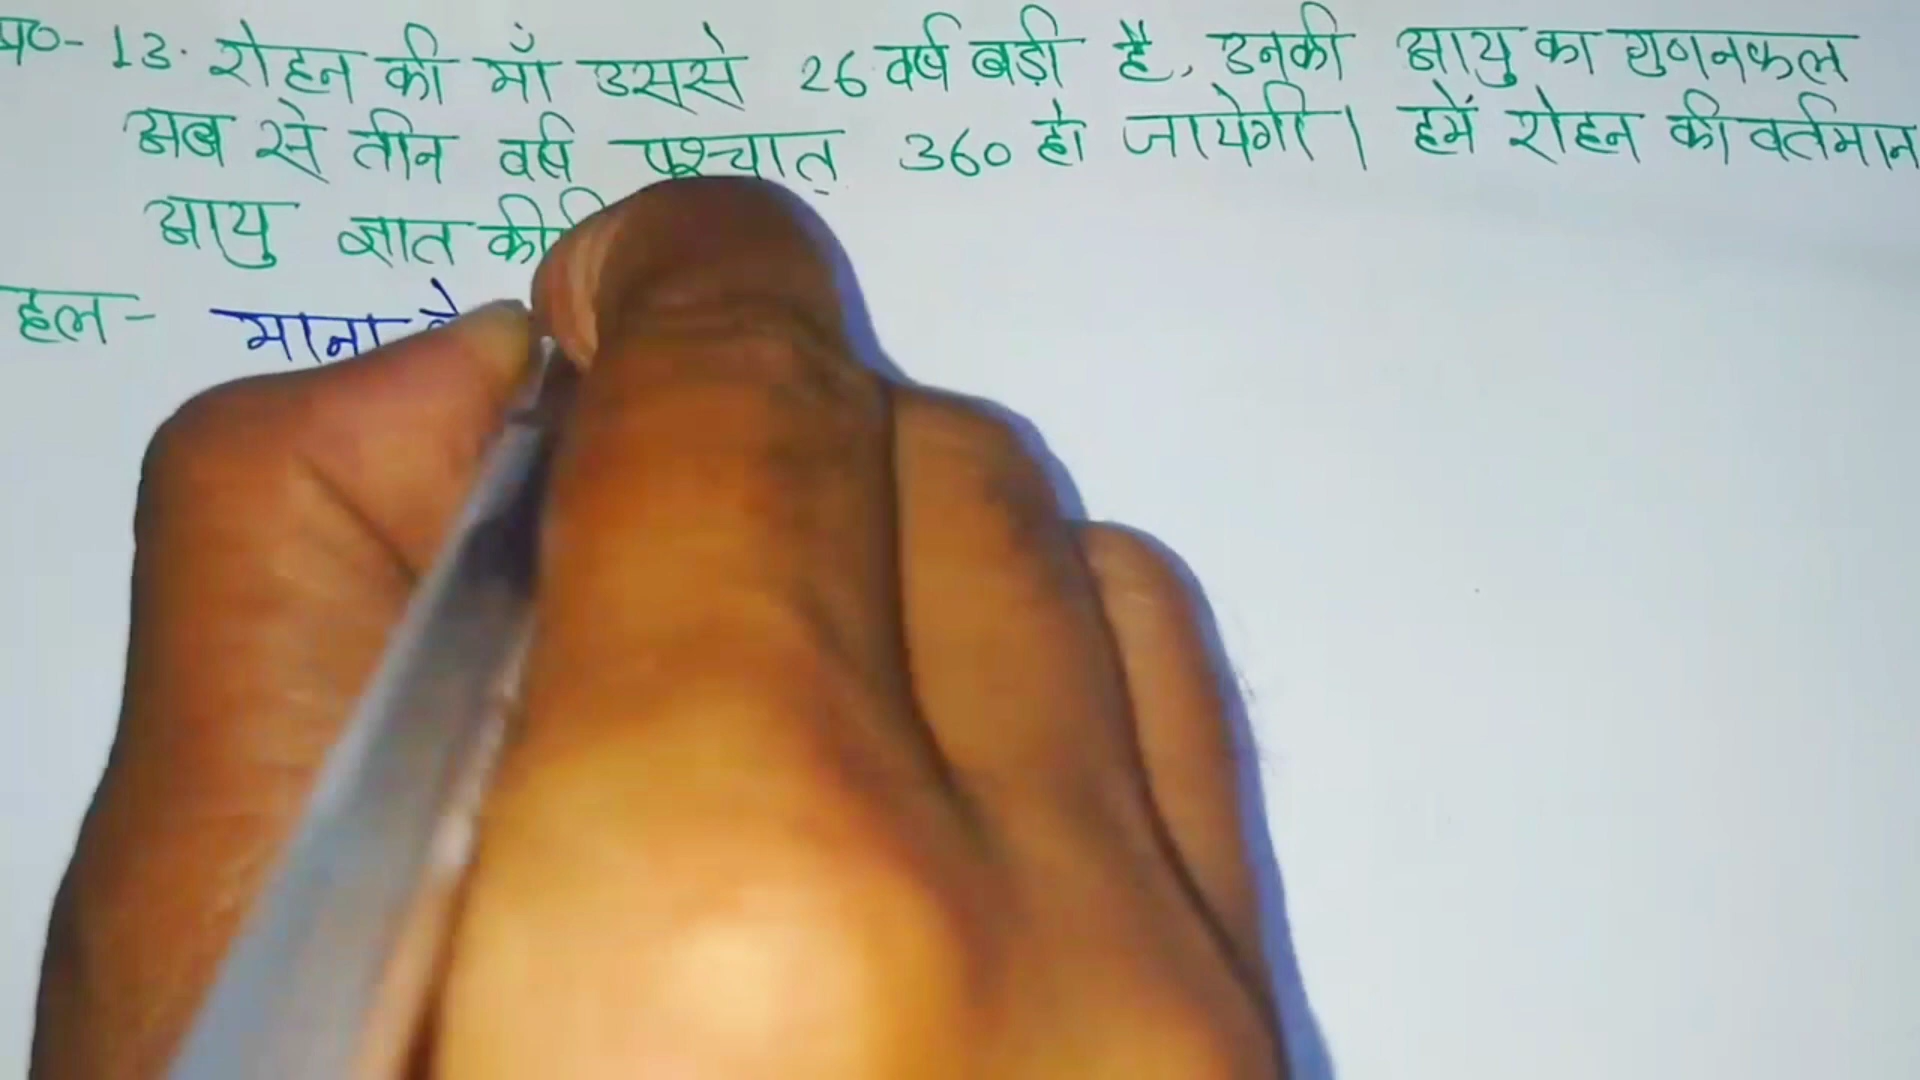 प्र०- 13. रोहन की माँ उससे 26 वर्ष बड़ी है, उनकी आयु का गुणनफल
अब से तीन वर्ष पश्चात् 360 हो जायेगी। हमें रोहन की वर्तमान
आयु ज्ञात
हल- माना